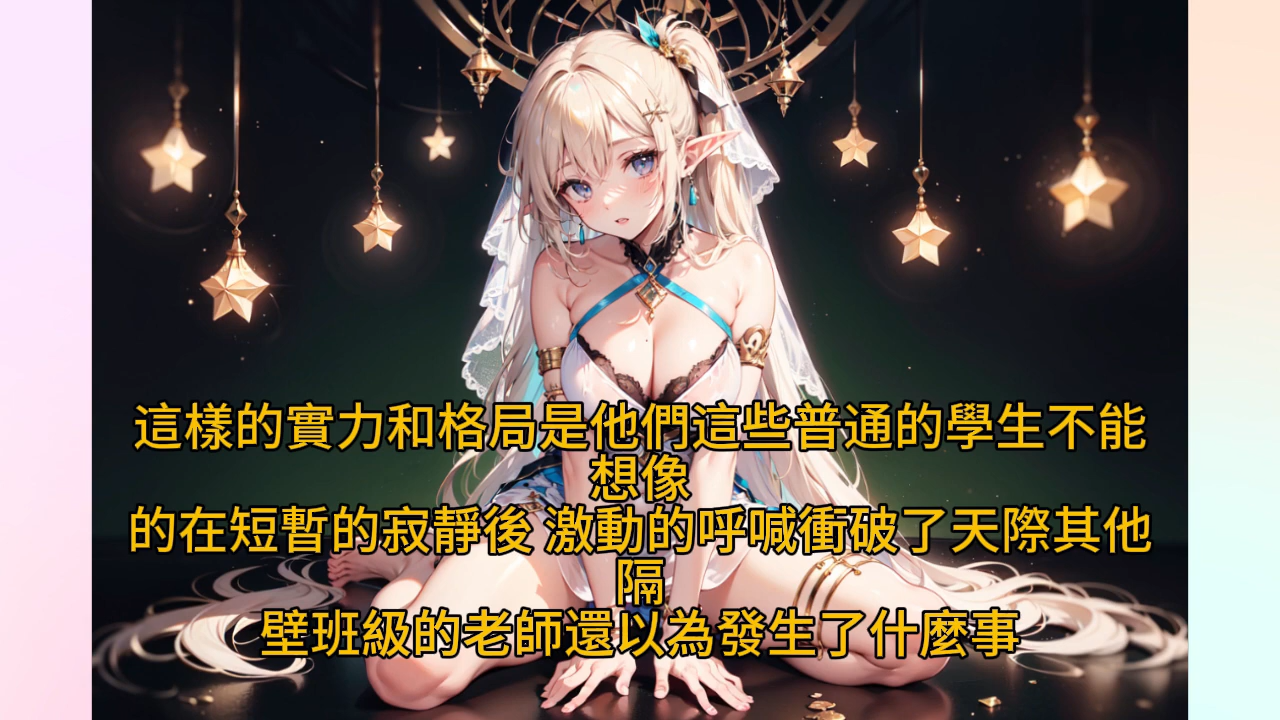 這樣的實力和格局是他們這些普通的學生不能
想像
的在短暫的寂靜後 激動的呼喊衝破了天際其他
隔
壁班級的老師還以為發生了什麼事